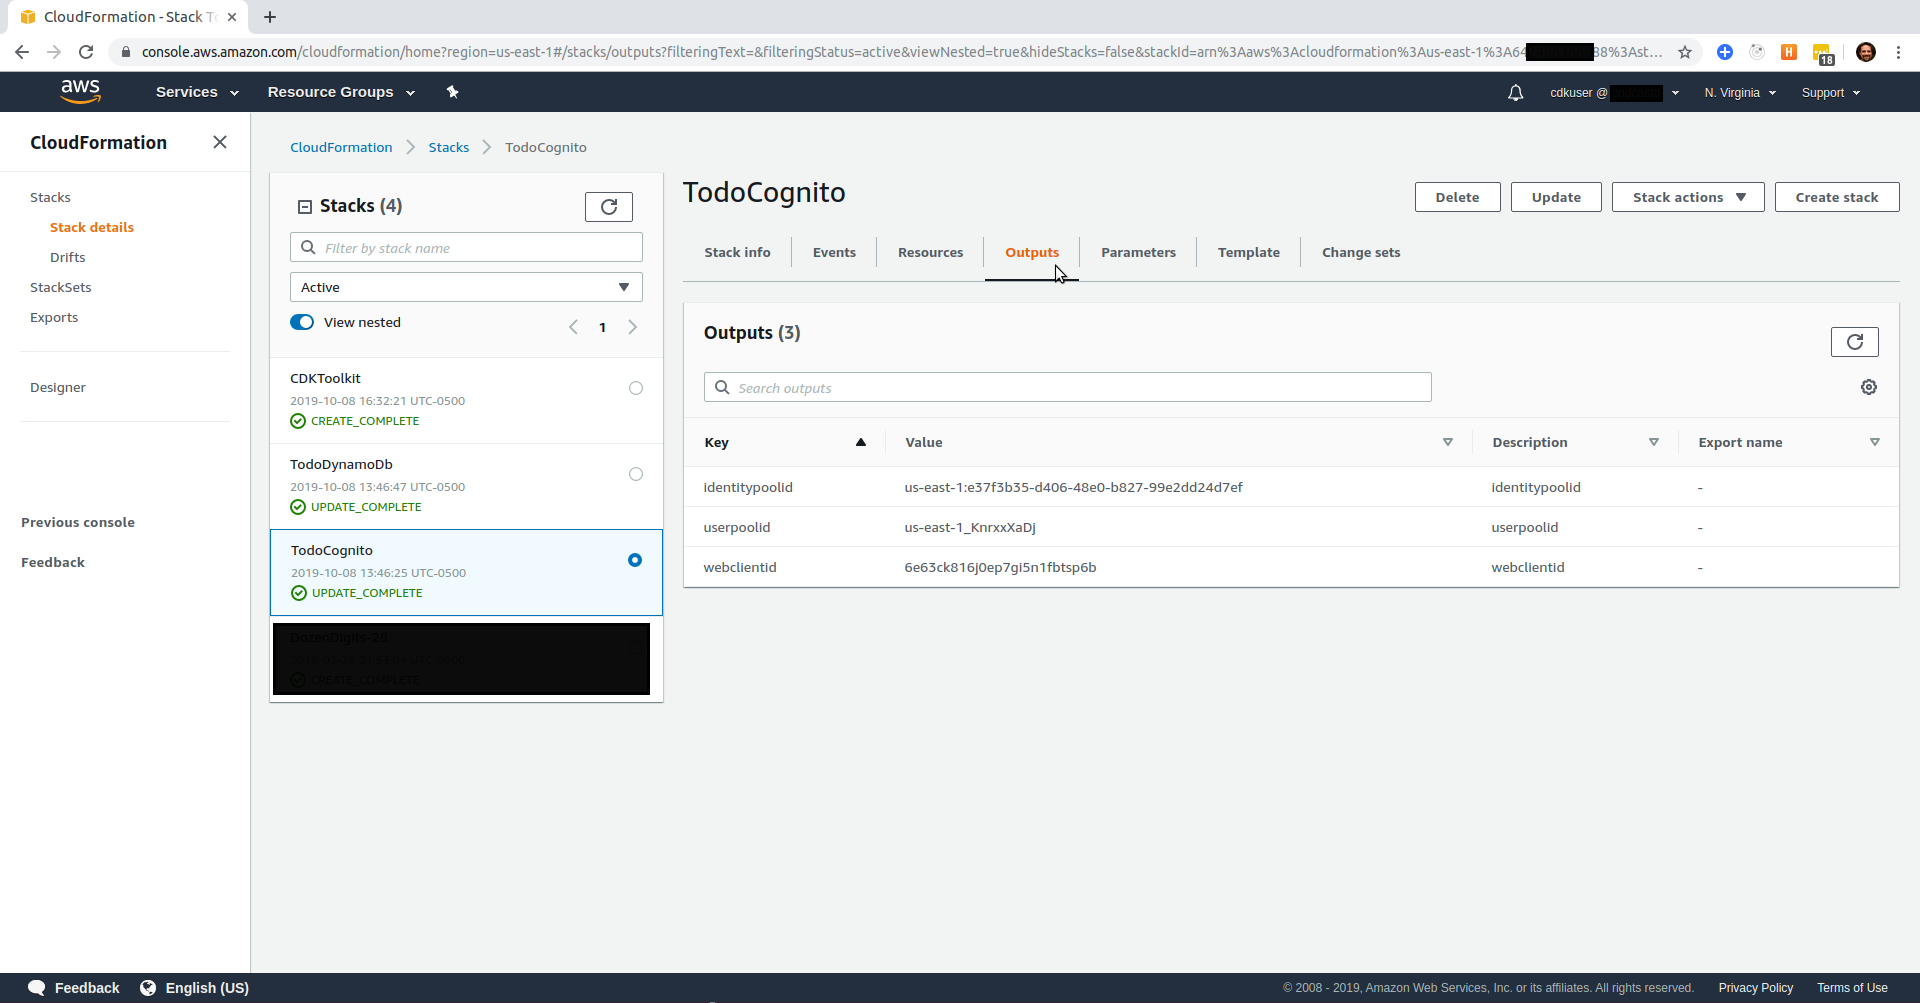 CloudFormation - Stack T
console.aws.amazon.com/cloudformation/home?region=us-east-1#/stacks/outputs?filteringText=&filteringStatus=active&viewNested=true&hideStacks=false&stackId=arn%3Aaws%3Acloudformation%3Aus-east-1%3A64 38%3Ast...
H
18
aws
Services
Resource Groups
cdkuser @
N. Virginia
Support
CloudFormation
Stacks
Stack details
Drifts
StackSets
Exports
Designer
Previous console
Feedback
CloudFormation Stacks TodoCognito
Stacks (4)
Filter by stack name
Active
View nested
1
CDKToolkit
2019-10-08 16:32:21 UTC-0500
CREATE_COMPLETE
TodoDynamoDb
2019-10-08 13:46:47 UTC-0500
UPDATE_COMPLETE
TodoCognito
2019-10-08 13:46:25 UTC-0500
UPDATE_COMPLETE
CREATE_COMPLETE
TodoCognito
Delete
Update
Stack actions
Create stack
Stack info
Events
Resources
Outputs
Parameters
Template
Change sets
Outputs (3)
Search outputs
Key Value Description Export name
identitypoolid us-east-1:e37f3b35-d406-48e0-b827-99e2dd24d7ef identitypoolid -
userpoolid us-east-1_KnrxxXaDj userpoolid -
webclientid 6e63ck816j0ep7gi5n1fbtsp6b webclientid -
Feedback
English (US)
© 2008 - 2019, Amazon Web Services, Inc. or its affiliates. All rights reserved.
Privacy Policy
Terms of Use